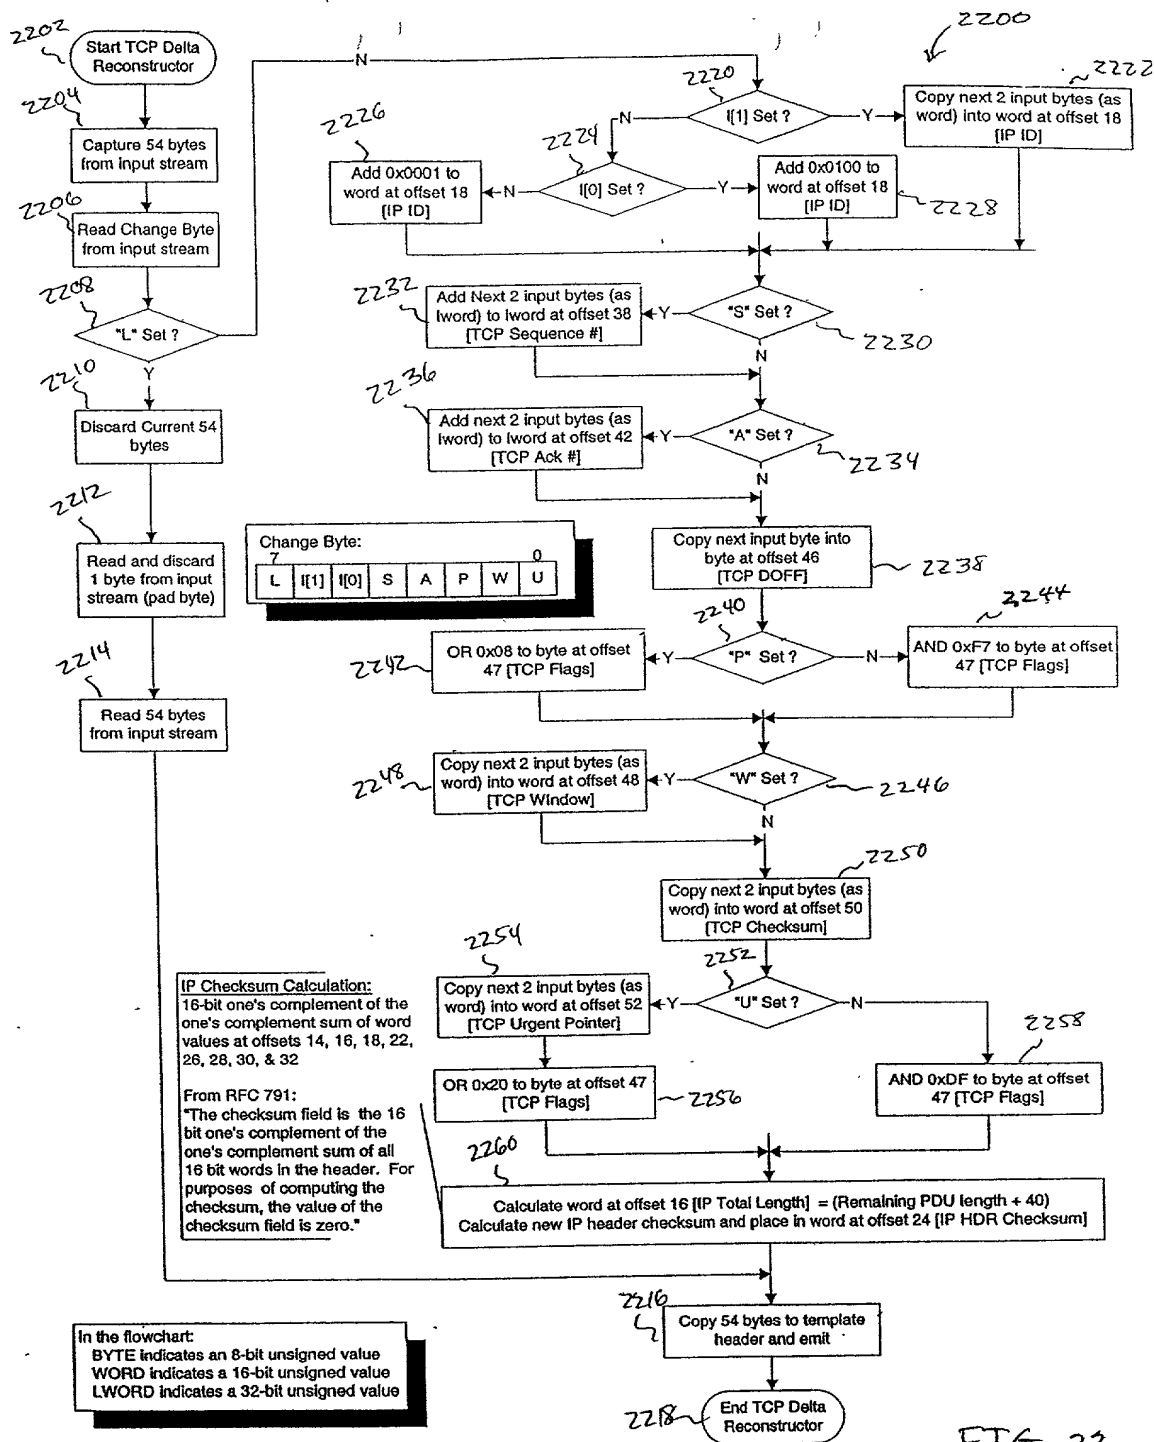 2202
Start TCP Delta
Reconstructor
2204
Capture 54 bytes
from input stream
2206
Read Change Byte
from input stream
2208
"L" Set ?
N
Y
2210
Discard Current 54
bytes
2212
Read and discard
1 byte from input
stream (pad byte)
2214
Read 54 bytes
from input stream
2200
2220
I[1] Set ?
N
Y
2222
Copy next 2 input bytes (as
word) into word at offset 18
[IP ID]
2226
Add 0x0001 to
word at offset 18
[IP ID]
2224
N
I[0] Set ?
Y
Add 0x0100 to
word at offset 18
[IP ID]
2228
2232
Add Next 2 input bytes (as
lword) to lword at offset 38
[TCP Sequence #]
Y
"S" Set ?
2230
N
2236
Add next 2 input bytes (as
lword) to lword at offset 42
[TCP Ack #]
Y
"A" Set ?
2234
N
Change Byte:
7
0
L I[1] I[0] S A P W U
Copy next input byte into
byte at offset 46
[TCP DOFF]
2238
2240
2244
2242
OR 0x08 to byte at offset
47 [TCP Flags]
Y
"P" Set ?
N
AND 0xF7 to byte at offset
47 [TCP Flags]
2248
Copy next 2 input bytes (as
word) into word at offset 48
[TCP Window]
Y
"W" Set ?
2246
N
2250
Copy next 2 input bytes (as
word) into word at offset 50
[TCP Checksum]
2254
2252
Copy next 2 input bytes (as
word) into word at offset 52
[TCP Urgent Pointer]
Y
"U" Set ?
N
2258
OR 0x20 to byte at offset 47
[TCP Flags]
2256
AND 0xDF to byte at offset
47 [TCP Flags]
IP Checksum Calculation:
16-bit one's complement of the
one's complement sum of word
values at offsets 14, 16, 18, 22,
26, 28, 30, & 32
From RFC 791:
"The checksum field is the 16
bit one's complement of the
one's complement sum of all
16 bit words in the header. For
purposes of computing the
checksum, the value of the
checksum field is zero."
2260
Calculate word at offset 16 [IP Total Length] = (Remaining PDU length + 40)
Calculate new IP header checksum and place in word at offset 24 [IP HDR Checksum]
2216
Copy 54 bytes to template
header and emit
In the flowchart:
BYTE indicates an 8-bit unsigned value
WORD indicates a 16-bit unsigned value
LWORD indicates a 32-bit unsigned value
2218
End TCP Delta
Reconstructor
FIG. 22